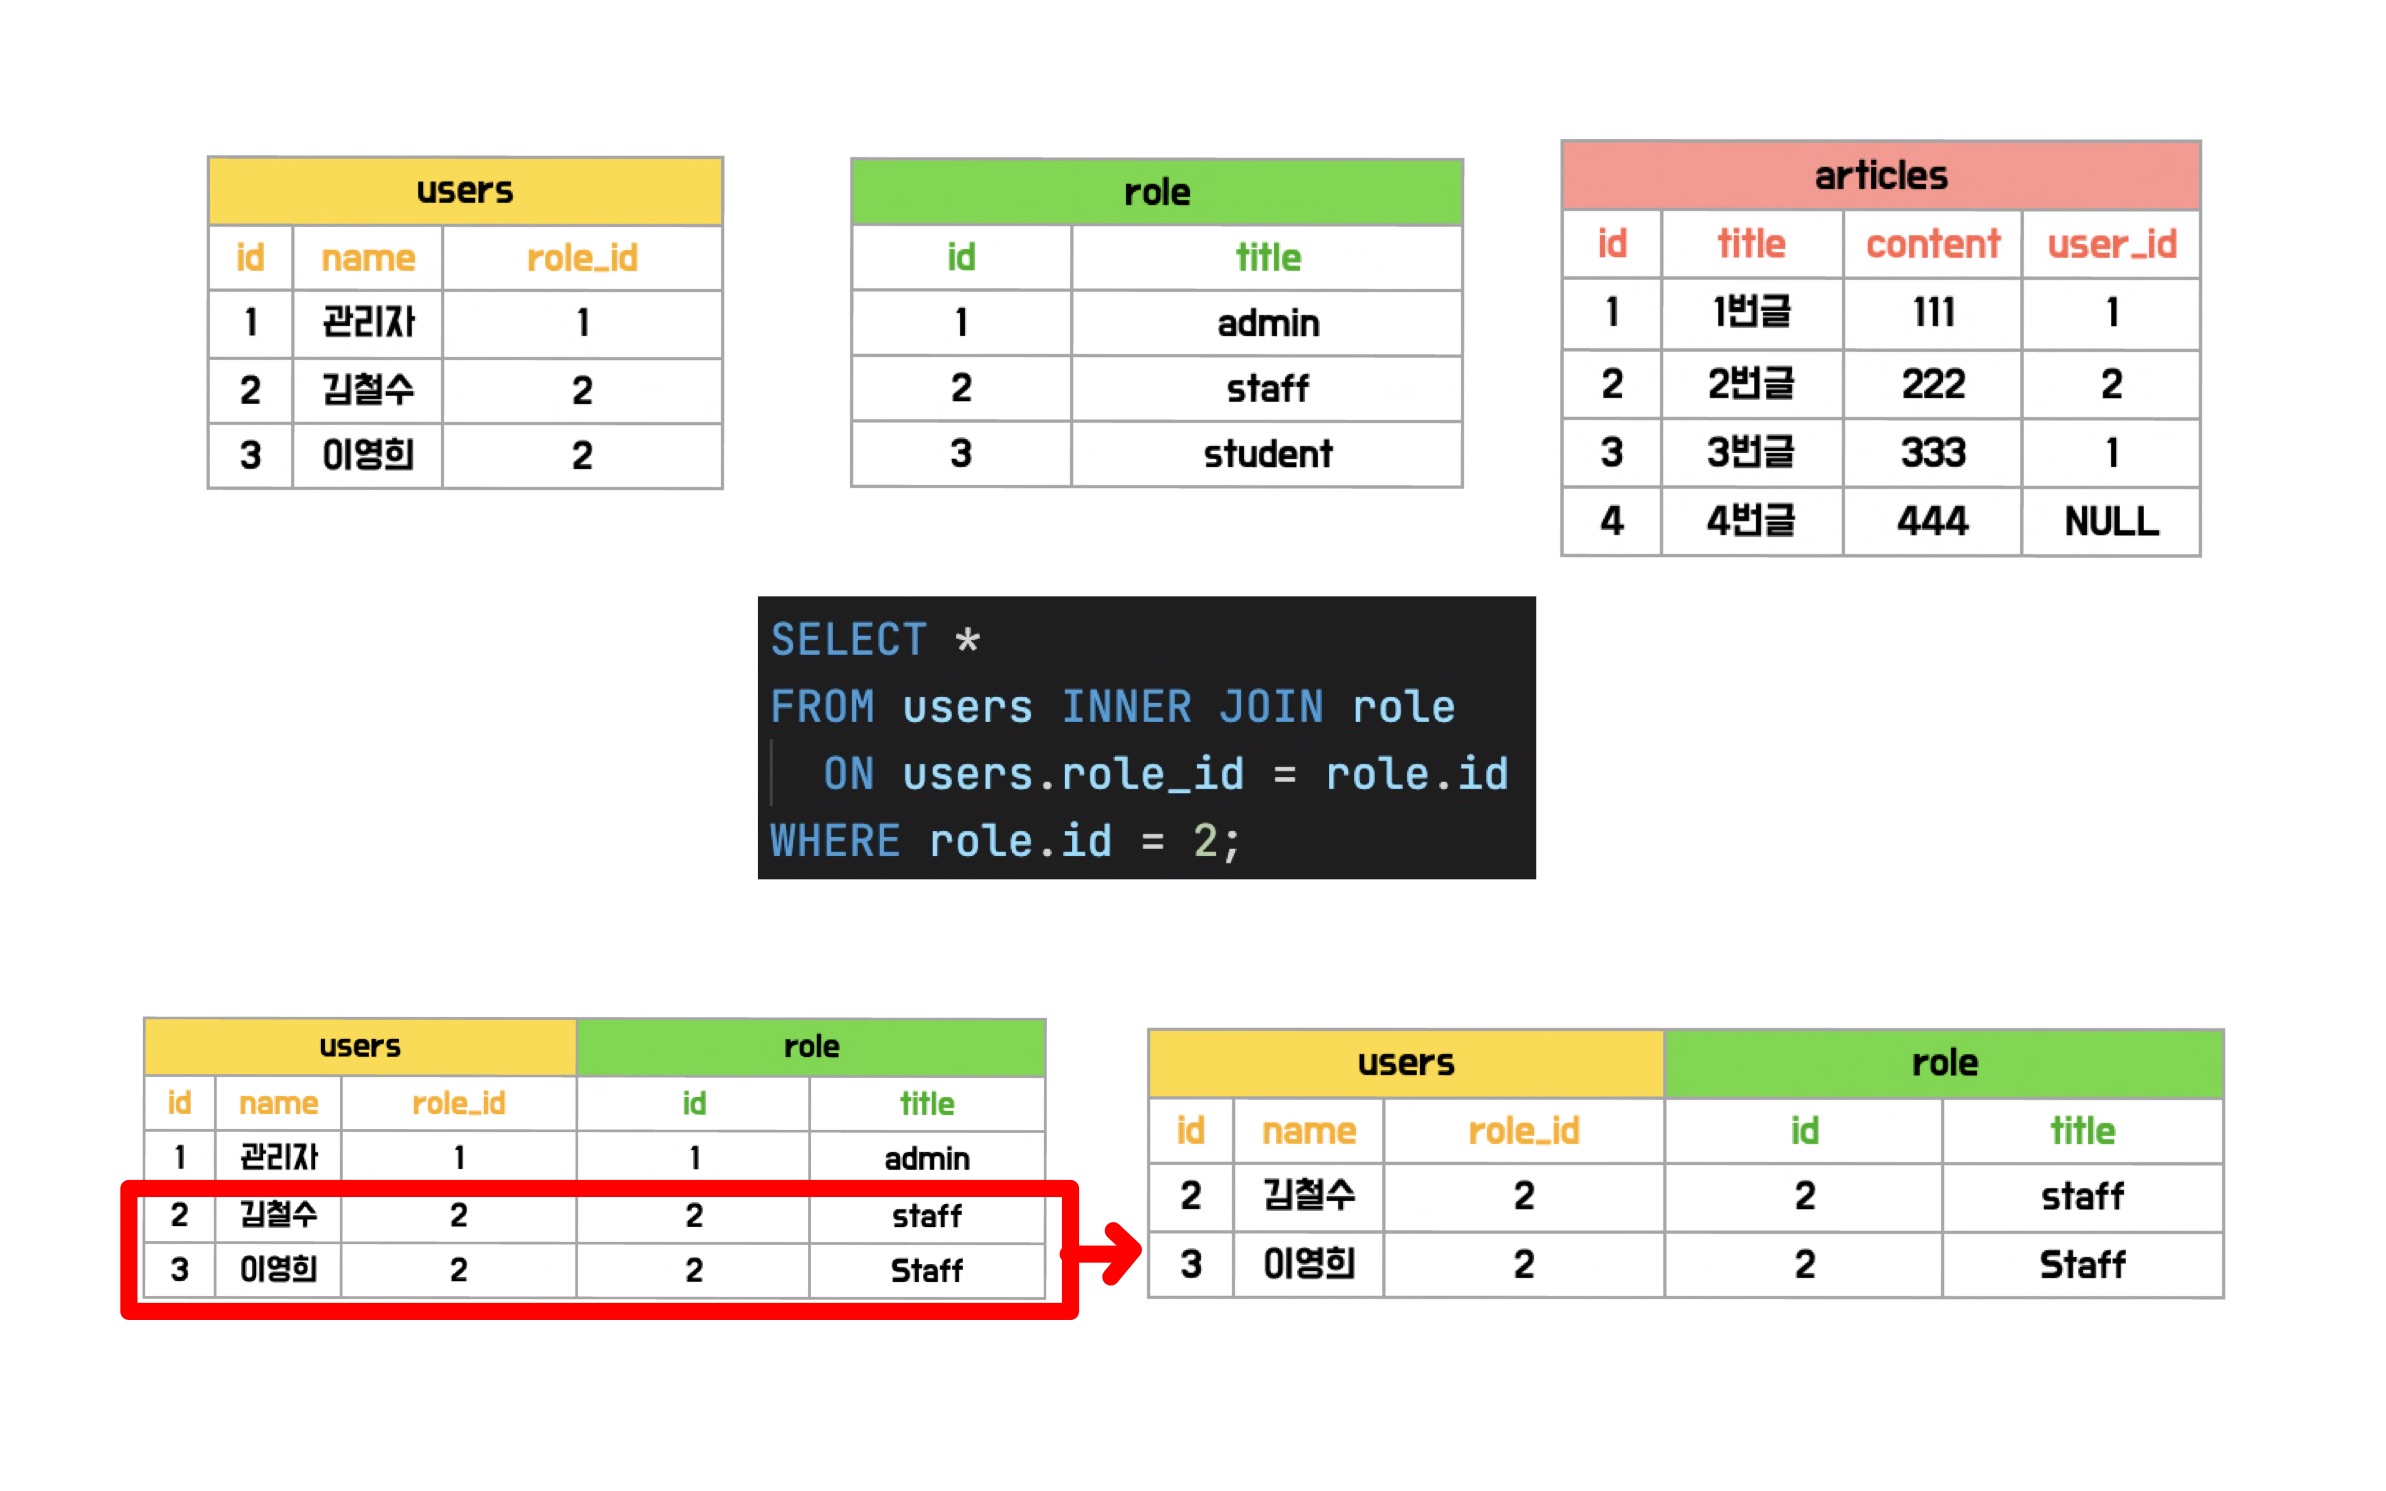 users
id name role_id
1 관리자 1
2 김철수 2
3 이영희 2
role
id title
1 admin
2 staff
3 student
articles
id title content user_id
1 1번글 111 1
2 2번글 222 2
3 3번글 333 1
4 4번글 444 NULL
SELECT *
FROM users INNER JOIN role
ON users.role_id = role.id
WHERE role.id = 2;
users role
id name role_id id title
1 관리자 1 1 admin
2 김철수 2 2 staff
3 이영희 2 2 Staff
users role
id name role_id id title
2 김철수 2 2 staff
3 이영희 2 2 Staff